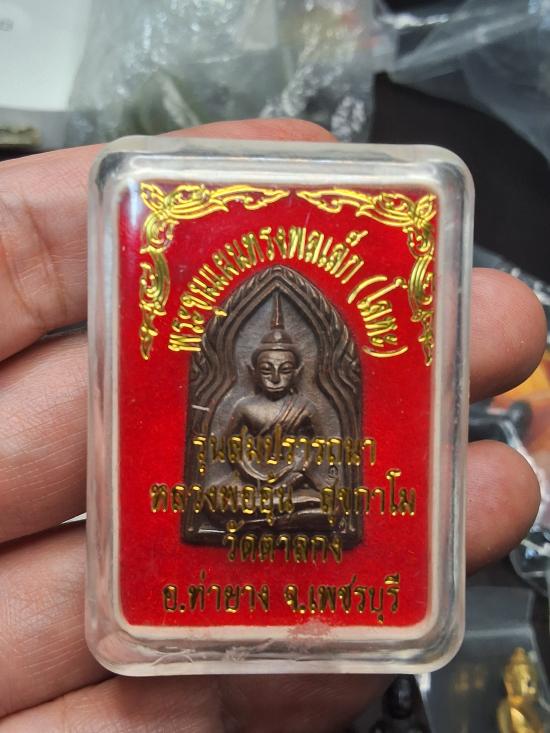 พระขุนแผนทรงพลเล็ก (โลหะ)
รุ่นสมปรารถนา
หลวงพ่ออุ้น สุขกาโม
วัดตาลกง
อ.ท่ายาง จ.เพชรบุรี